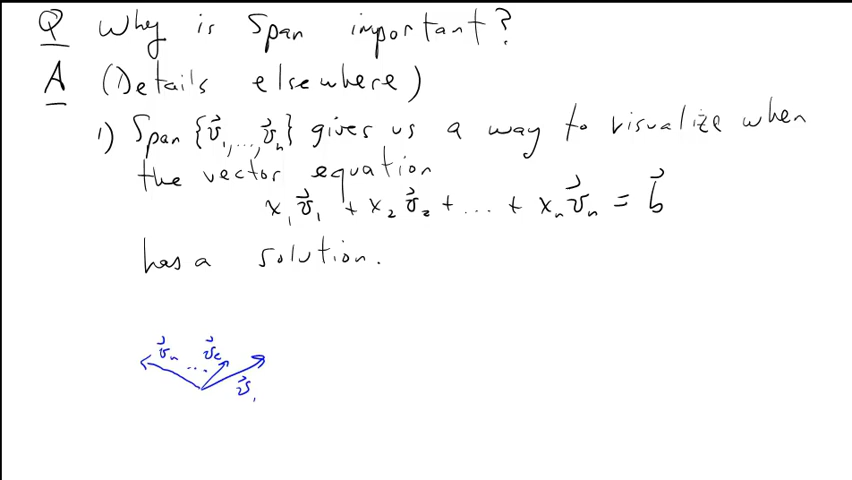 Q Why is Span important?
A (Details elsewhere)
1) Span {v⃗₁,...,v⃗ₙ} gives us a way to visualize when
the vector equation
x₁v⃗₁ + x₂v⃗₂ + ... + xₙv⃗ₙ = b⃗
has a solution.
v⃗ₙ ... v⃗₂
v⃗₁